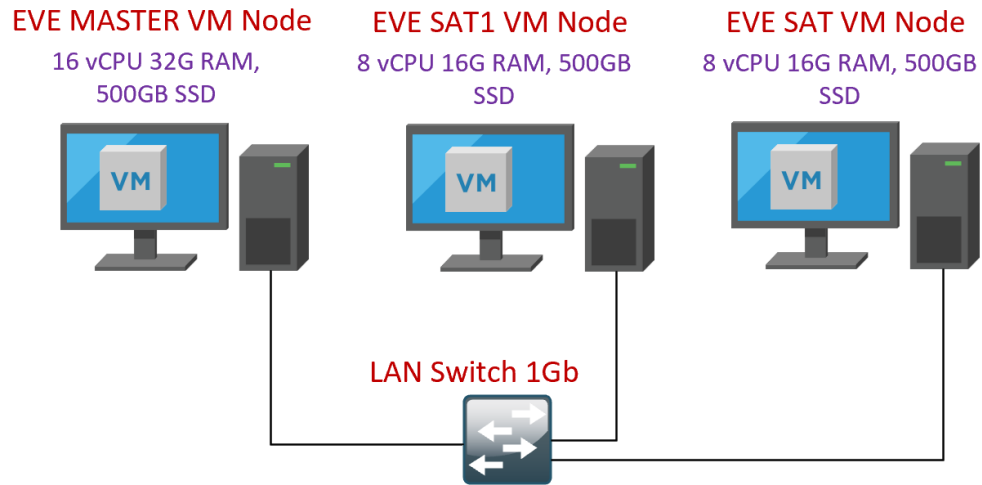 EVE MASTER VM Node
16 vCPU 32G RAM,
500GB SSD
EVE SAT1 VM Node
8 vCPU 16G RAM, 500GB
SSD
EVE SAT VM Node
8 vCPU 16G RAM, 500GB
SSD
VM
VM
VM
LAN Switch 1Gb